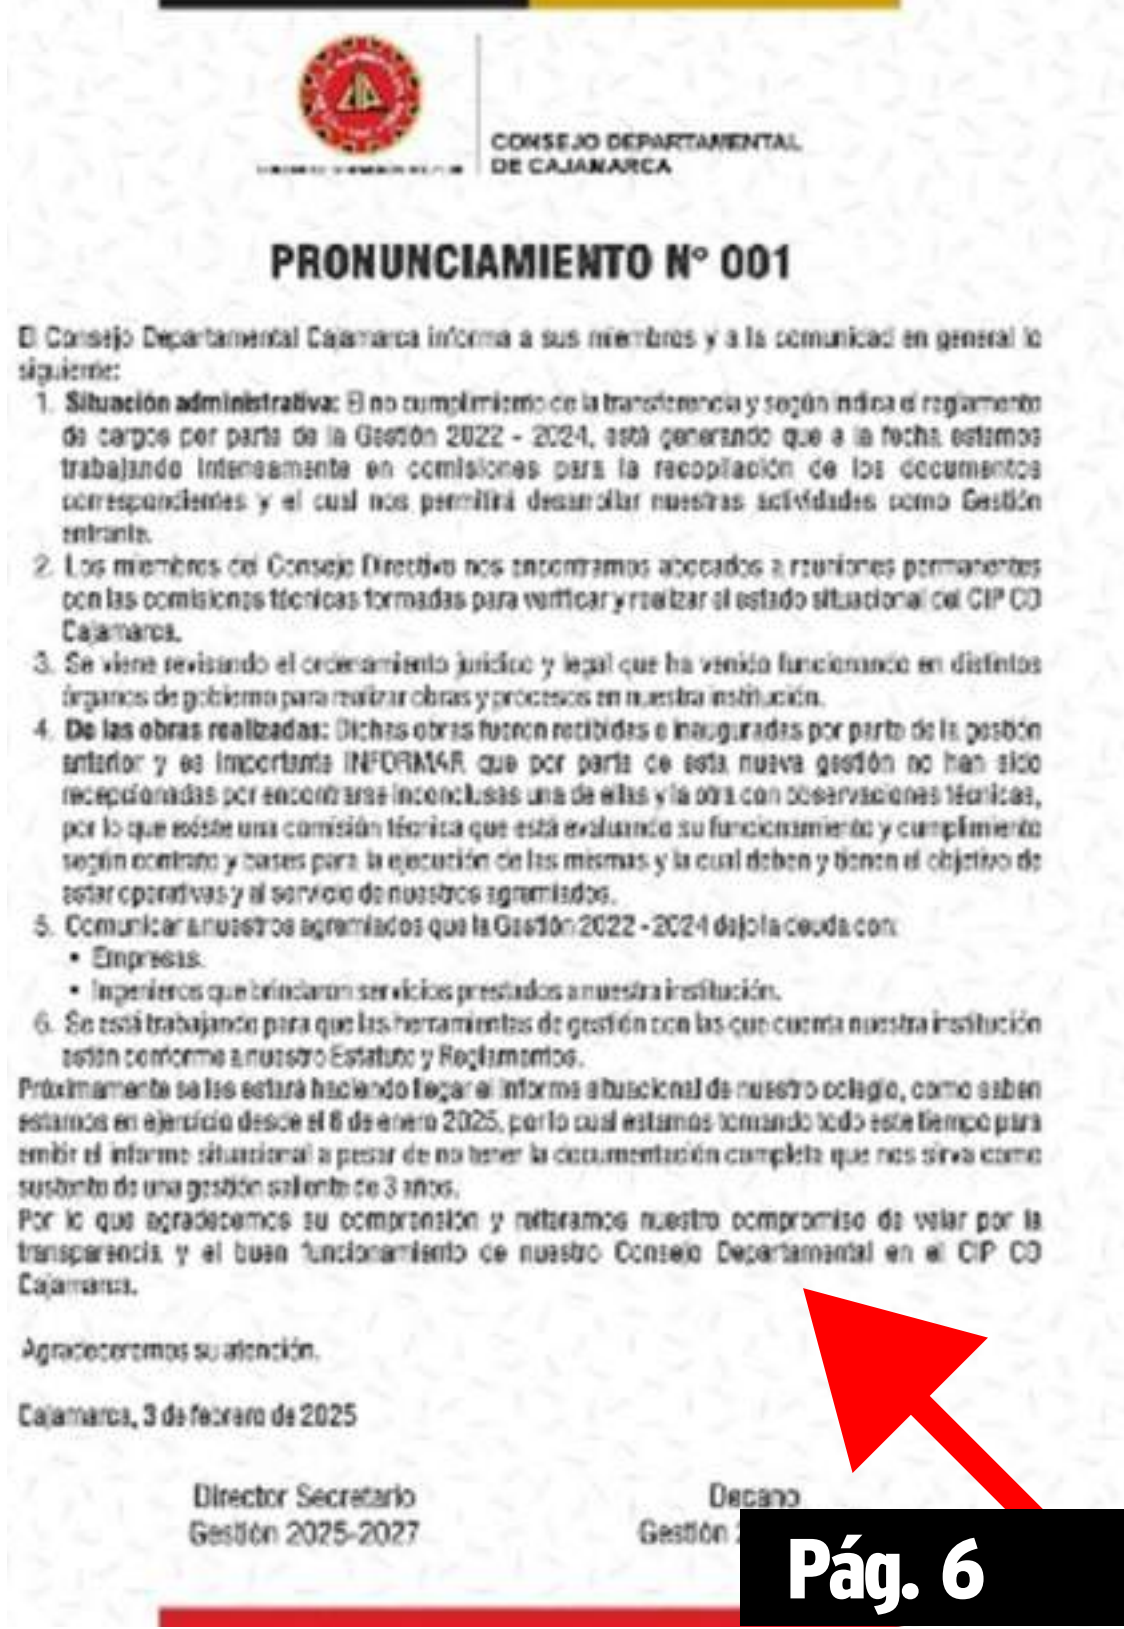 CONSEJO DEPARTAMENTAL
DE CAJAMARCA
PRONUNCIAMIENTO N° 001
El Consejo Departamental Cajamarca informa a sus miembros y a la comunidad en general lo
siguiente:
1. Situación administrativa: El no cumplimiento de la transferencia y según indica el reglamento
de cargos por parte de la Gestión 2022 - 2024, está generando que a la fecha estemos
trabajando intensamente en comisiones para la recopilación de los documentos
correspondientes y el cual nos permitirá desarrollar nuestras actividades como Gestión
entrante.
2. Los miembros del Consejo Directivo nos encontramos abocados a reuniones permanentes
con las comisiones técnicas formadas para verificar y realizar el estado situacional del CIP CD
Cajamarca.
3. Se viene revisando el ordenamiento jurídico y legal que ha venido funcionando en distintos
órganos de gobierno para realizar obras y procesos en nuestra institución.
4. De las obras realizadas: Dichas obras fueron recibidas e inauguradas por parte de la gestión
anterior y es importante INFORMAR que por parte de esta nueva gestión no han sido
recepcionadas por encontrarse inconclusas una de ellas y la otra con observaciones técnicas,
por lo que existe una comisión técnica que está evaluando su funcionamiento y cumplimiento
según contrato y bases para la ejecución de las mismas y la cual deben y tienen el objetivo de
estar operativas y al servicio de nuestros agremiados.
5. Comunicar a nuestros agremiados que la Gestión 2022 - 2024 dejo la deuda con:
• Empresas.
• Ingenieros que brindaron servicios prestados a nuestra institución.
6. Se está trabajando para que las herramientas de gestión con las que cuenta nuestra institución
estén conforme a nuestro Estatuto y Reglamentos.
Próximamente se les estará haciendo llegar el informe situacional de nuestro colegio, como saben
estamos en ejercicio desde el 6 de enero 2025, por lo cual estamos tomando todo este tiempo para
emitir el informe situacional a pesar de no tener la documentación completa que nos sirva como
sustento de una gestión saliente de 3 años.
Por lo que agradecemos su comprensión y reiteramos nuestro compromiso de velar por la
transparencia y el buen funcionamiento de nuestro Consejo Departamental en el CIP CD
Cajamarca.
Agradeceremos su atención.
Cajamarca, 3 de febrero de 2025
Director Secretario
Gestión 2025-2027
Decano
Gestión
Pág. 6